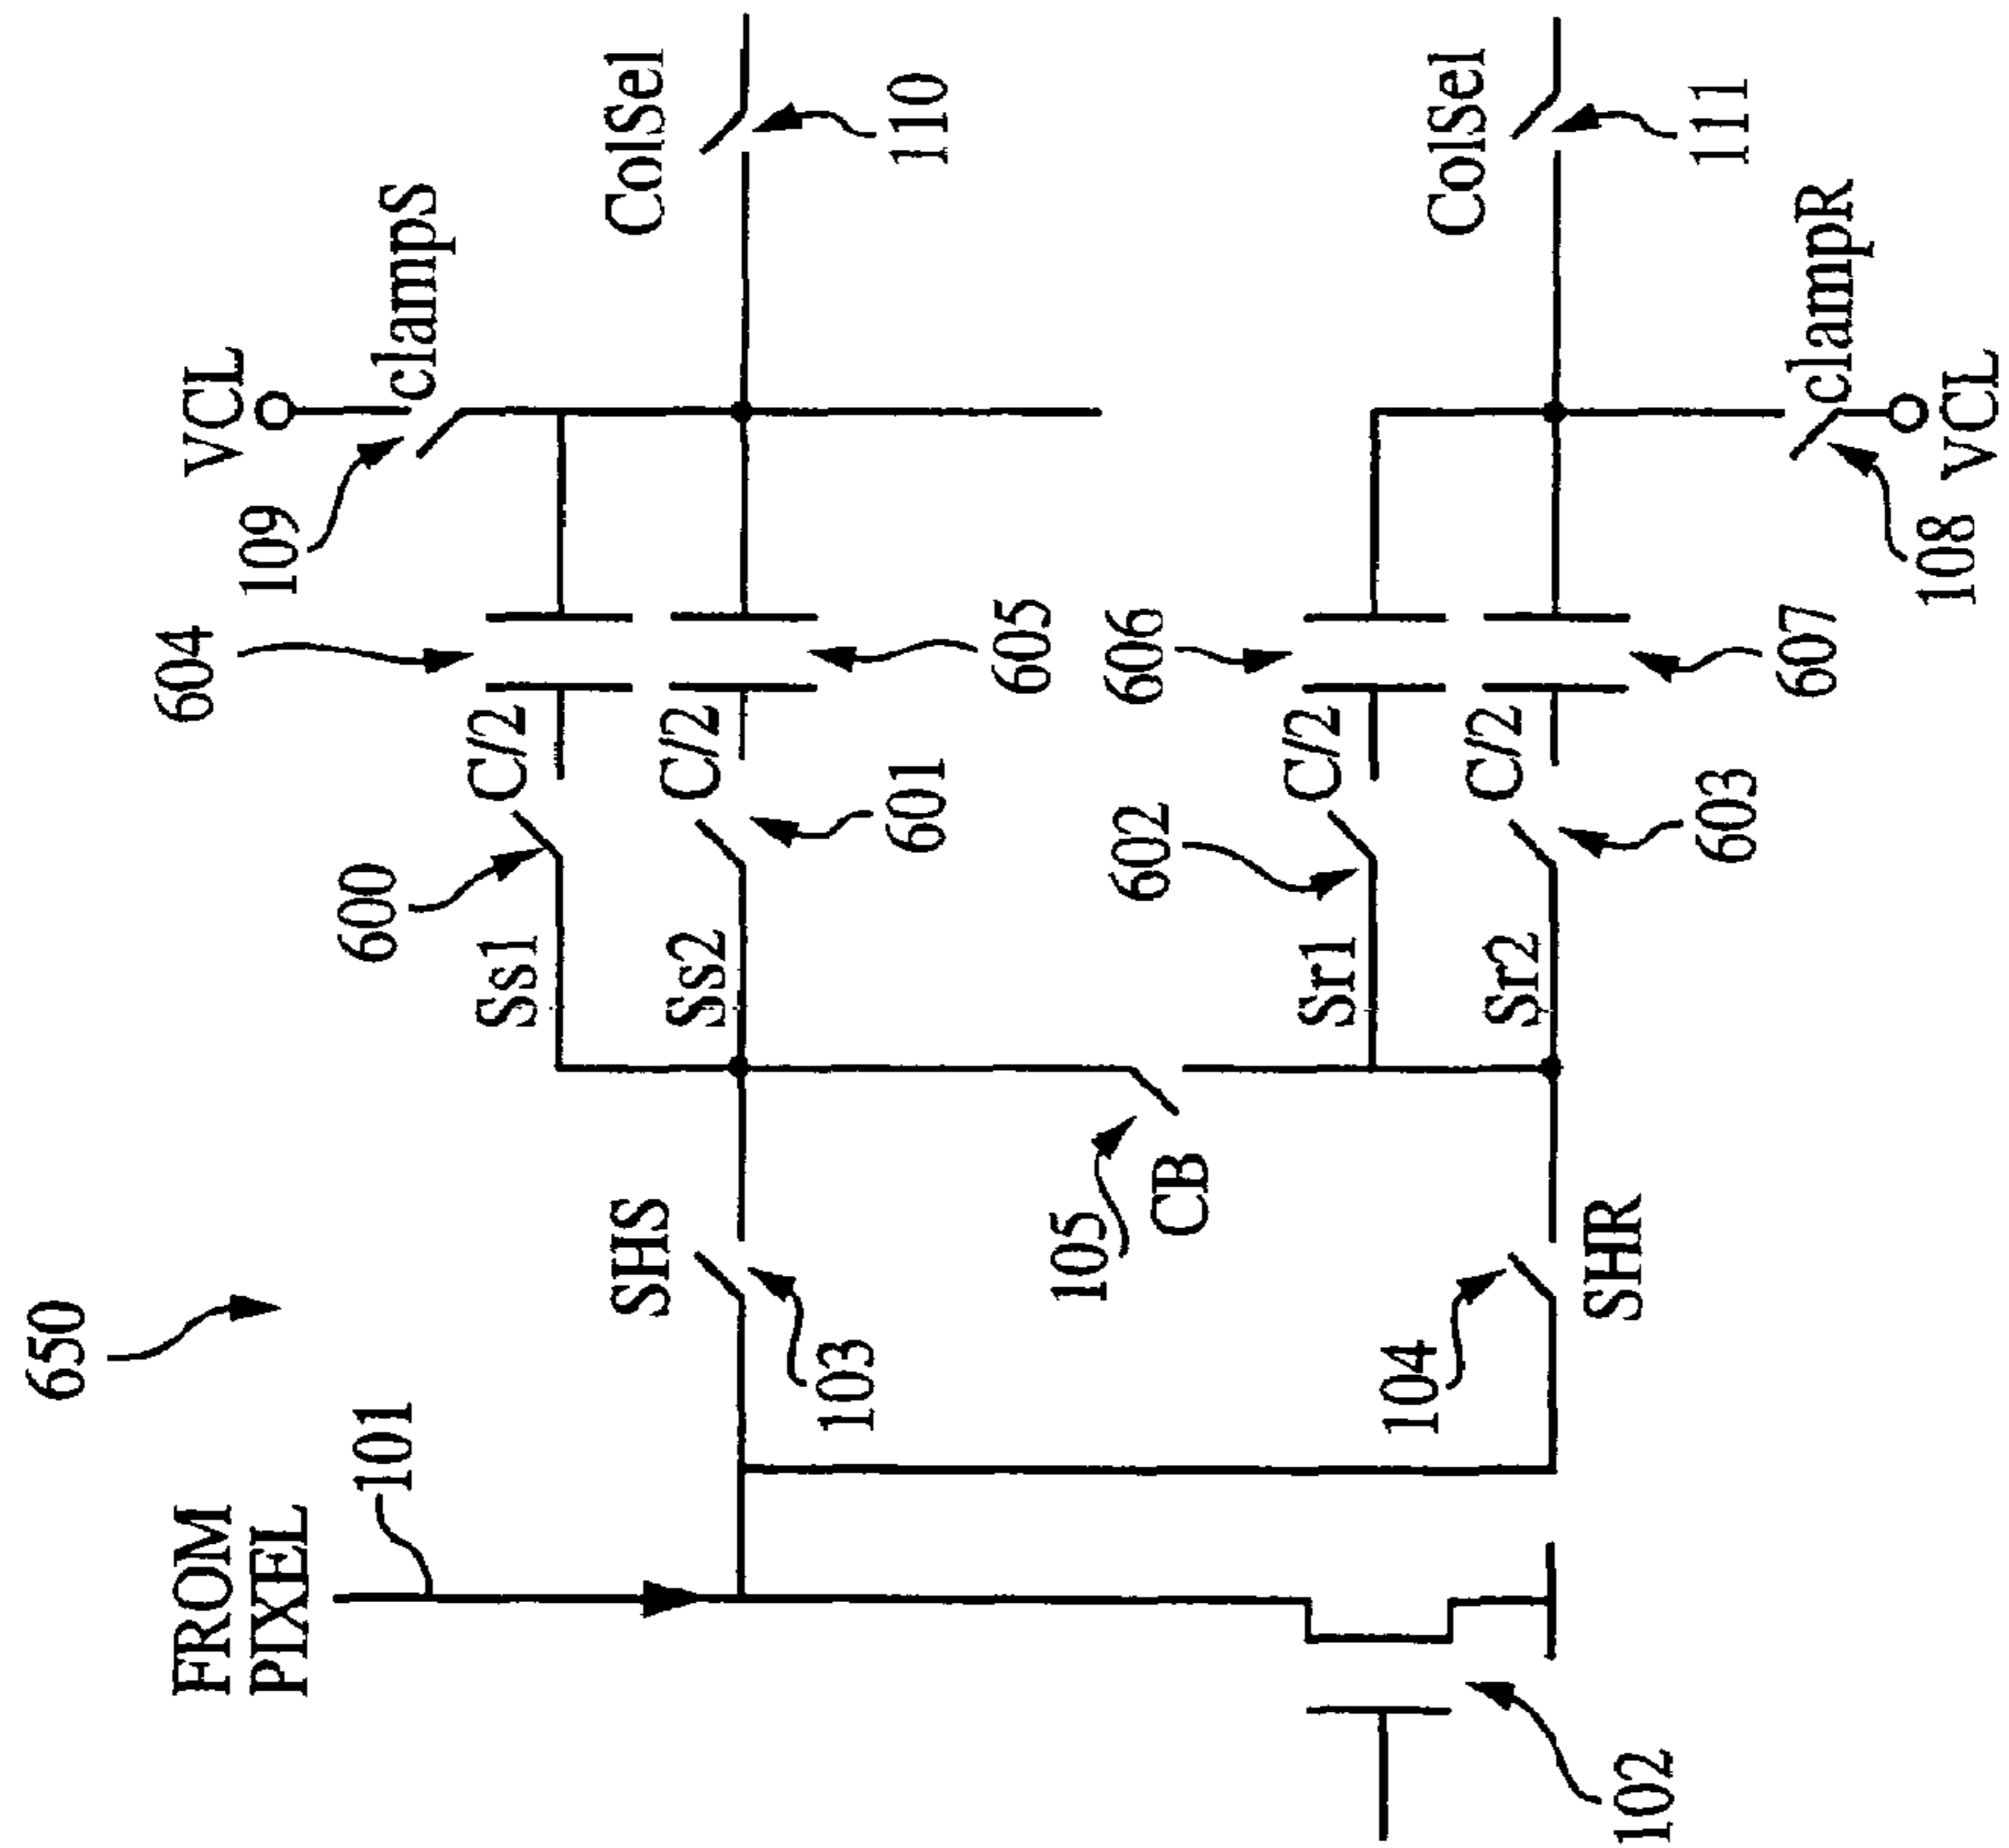 650
FROM
PIXEL
101
102
103
SHS
104
SHR
105
CB
600
Ss1
Ss2
601
602
Sr1
Sr2
603
C/2
C/2
C/2
C/2
604
605
606
607
109
VCL
clampS
108
VCL
clampR
ColSel
110
ColSel
111